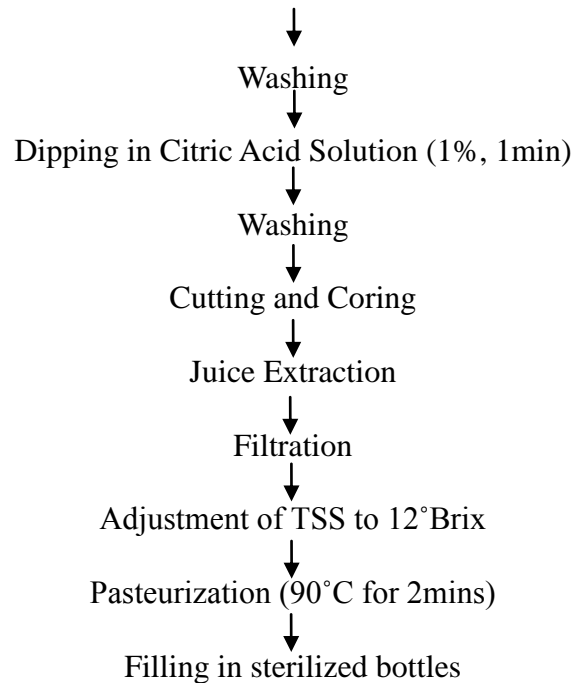 Washing
Dipping in Citric Acid Solution (1%, 1min)
Washing
Cutting and Coring
Juice Extraction
Filtration
Adjustment of TSS to 12˚Brix
Pasteurization (90˚C for 2mins)
Filling in sterilized bottles